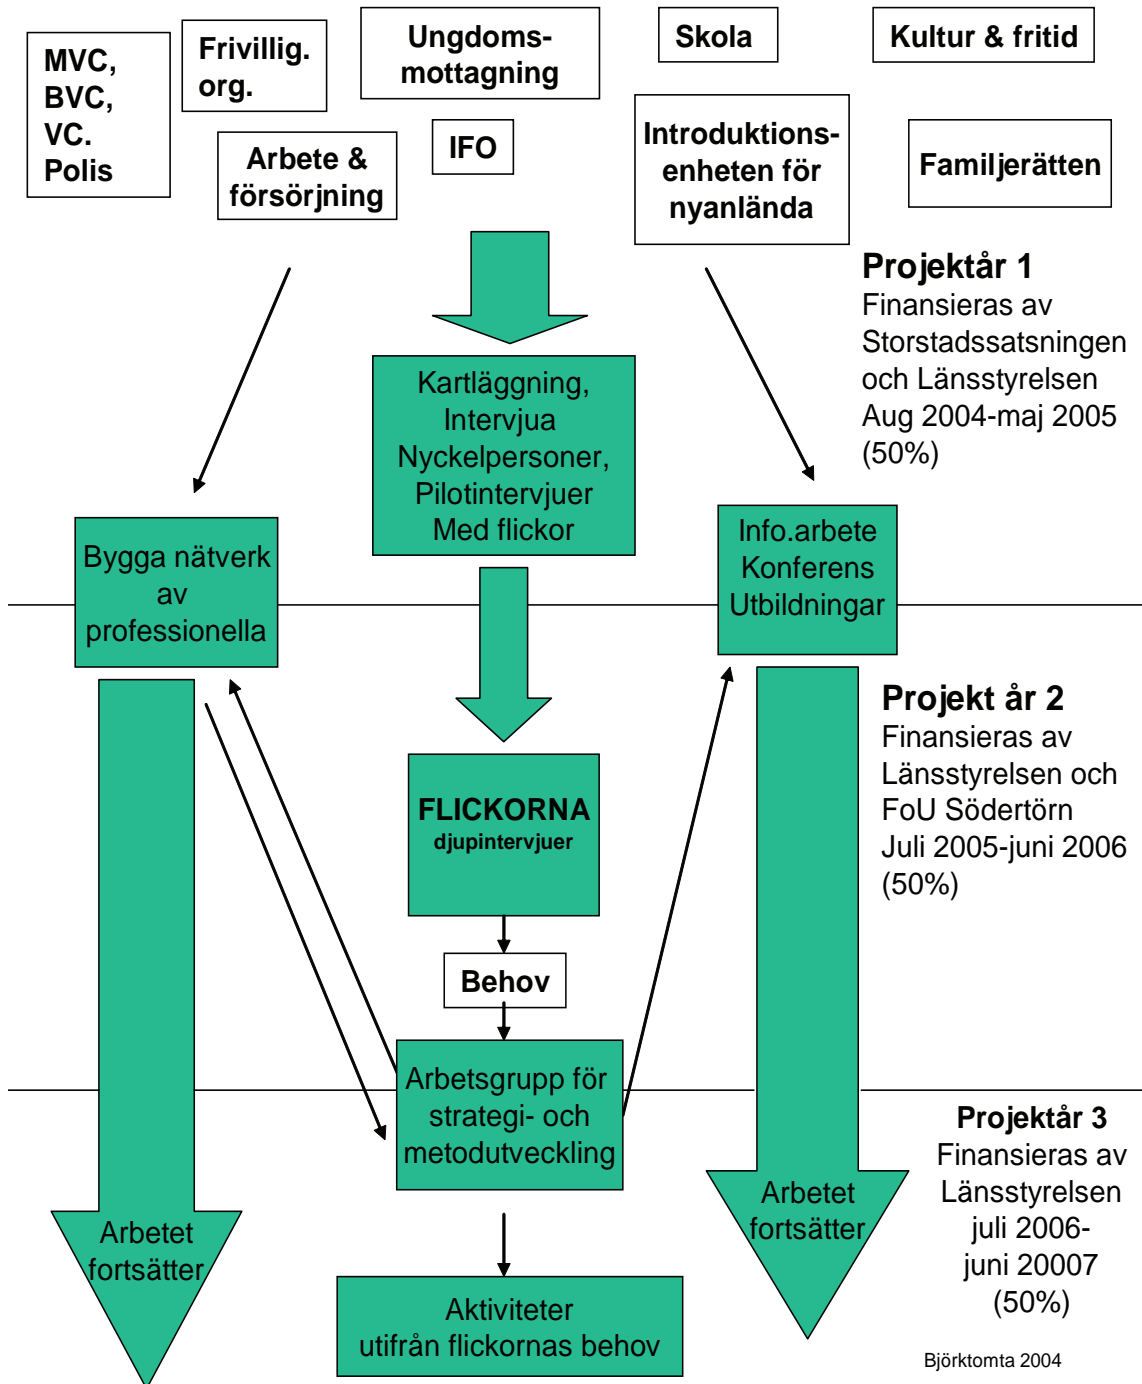 MVC,
BVC,
VC.
Polis
Frivillig.
org.
Ungdoms-
mottagning
Skola
Kultur & fritid
Arbete &
försörjning
IFO
Introduktions-
enheten för
nyanlända
Familjerätten
Projektår 1
Finansieras av
Storstadssatsningen
och Länsstyrelsen
Aug 2004-maj 2005
(50%)
Kartläggning,
Intervjua
Nyckelpersoner,
Pilotintervjuer
Med flickor
Bygga nätverk
av
professionella
Info.arbete
Konferens
Utbildningar
Projekt år 2
Finansieras av
Länsstyrelsen och
FoU Södertörn
Juli 2005-juni 2006
(50%)
FLICKORNA
djupintervjuer
Behov
Arbetsgrupp för
strategi- och
metodutveckling
Projektår 3
Finansieras av
Länsstyrelsen
juli 2006-
juni 20007
(50%)
Arbetet
fortsätter
Arbetet
fortsätter
Aktiviteter
utifrån flickornas behov
Björktomta 2004